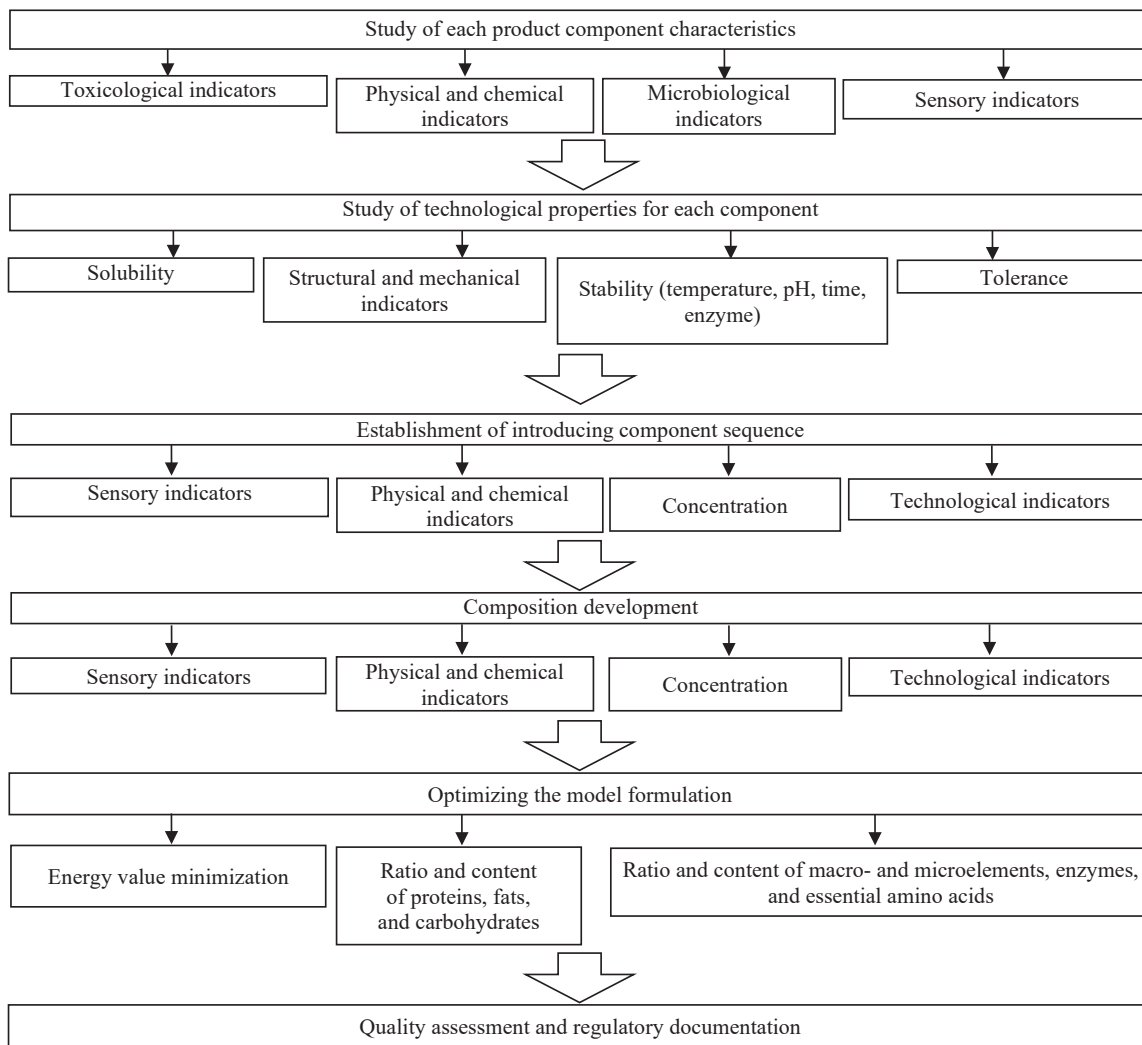 Study of each product component characteristics
Toxicological indicators
Physical and chemical
indicators
Microbiological
indicators
Sensory indicators
Study of technological properties for each component
Solubility
Structural and mechanical
indicators
Stability (temperature, pH, time,
enzyme)
Tolerance
Establishment of introducing component sequence
Sensory indicators
Physical and chemical
indicators
Concentration
Technological indicators
Composition development
Sensory indicators
Physical and chemical
indicators
Concentration
Technological indicators
Optimizing the model formulation
Energy value minimization
Ratio and content
of proteins, fats,
and carbohydrates
Ratio and content of macro- and microelements, enzymes,
and essential amino acids
Quality assessment and regulatory documentation